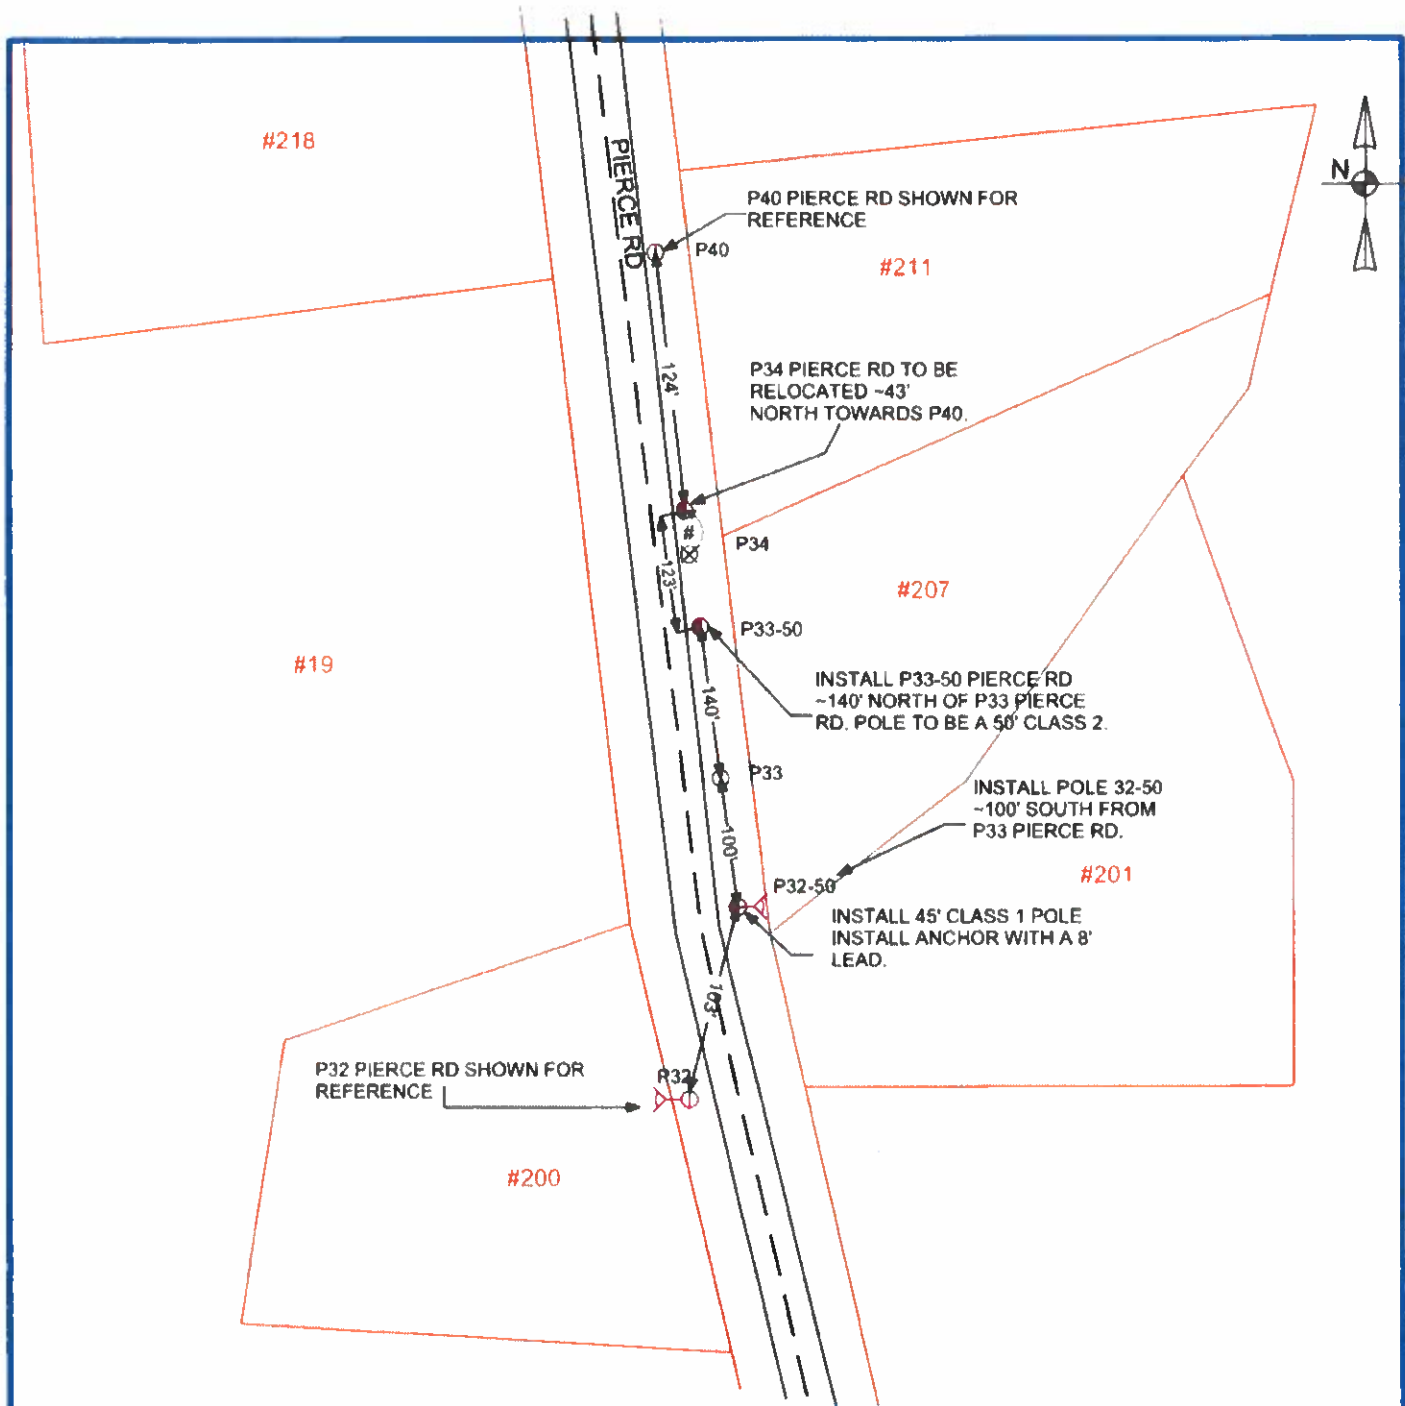 #218
PIERCE RD
N
P40 PIERCE RD SHOWN FOR
REFERENCE
P40
#211
124'
P34 PIERCE RD TO BE
RELOCATED ~43'
NORTH TOWARDS P40.
#
P34
123'
#207
P33-50
#19
INSTALL P33-50 PIERCE RD
~140' NORTH OF P33 PIERCE
RD. POLE TO BE A 50' CLASS 2.
140'
P33
INSTALL POLE 32-50
~100' SOUTH FROM
P33 PIERCE RD.
100'
#201
P32-50
INSTALL 45' CLASS 1 POLE
INSTALL ANCHOR WITH A 8'
LEAD.
163'
P32 PIERCE RD SHOWN FOR
REFERENCE
P32
#200